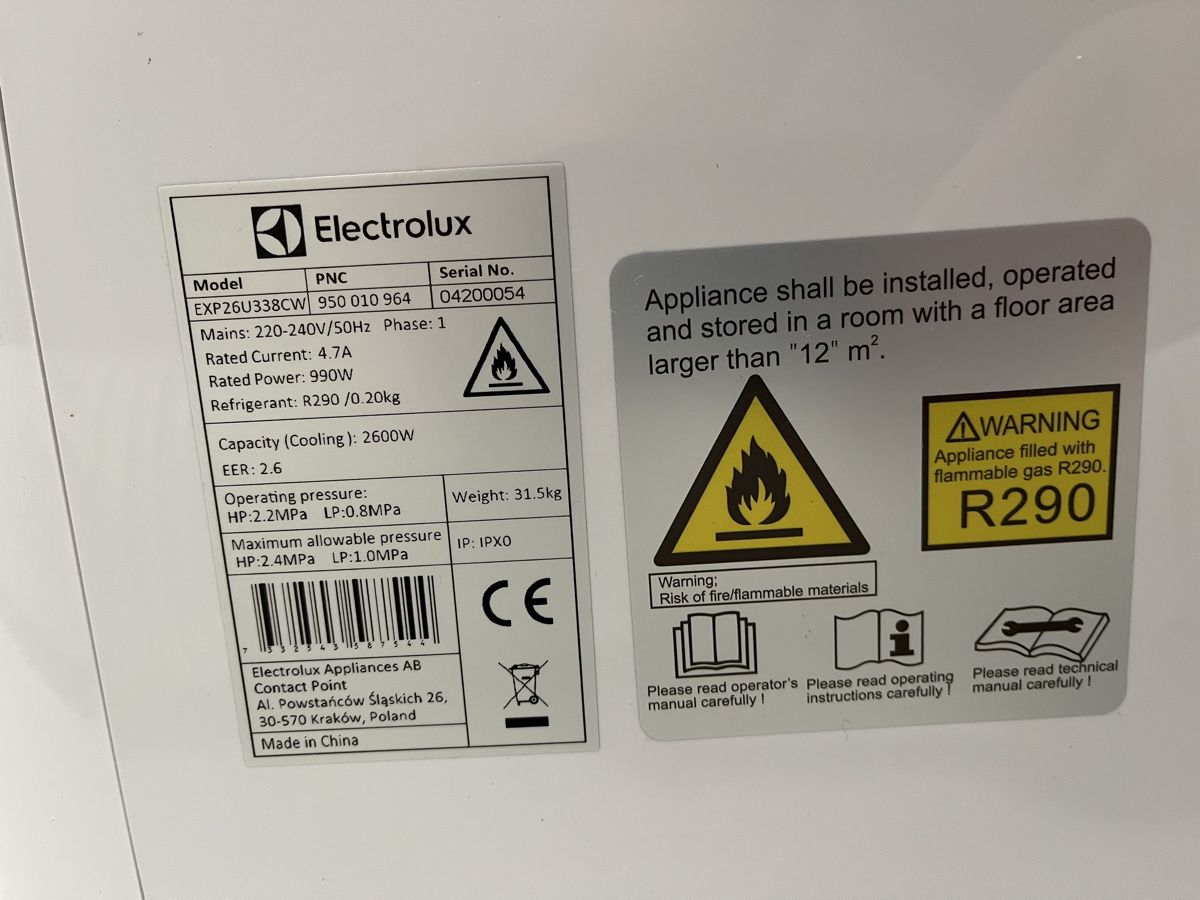 Electrolux
Model PNC Serial No.
EXP26U338CW 950 010 964 04200054
Mains: 220-240V/50Hz Phase: 1
Rated Current: 4.7A
Rated Power: 990W
Refrigerant: R290 /0.20kg
Capacity (Cooling): 2600W
EER: 2.6
Operating pressure:
HP:2.2MPa LP:0.8MPa
Weight: 31.5kg
Maximum allowable pressure
HP:2.4MPa LP:1.0MPa
IP: IPX0
7 332543 587544
CE
Electrolux Appliances AB
Contact Point
Al. Powstańców Śląskich 26,
30-570 Kraków, Poland
Made in China
Appliance shall be installed, operated
and stored in a room with a floor area
larger than "12" m².
WARNING
Appliance filled with
flammable gas R290.
R290
Warning;
Risk of fire/flammable materials
Please read operator's
manual carefully !
Please read operating
instructions carefully !
Please read technical
manual carefully !